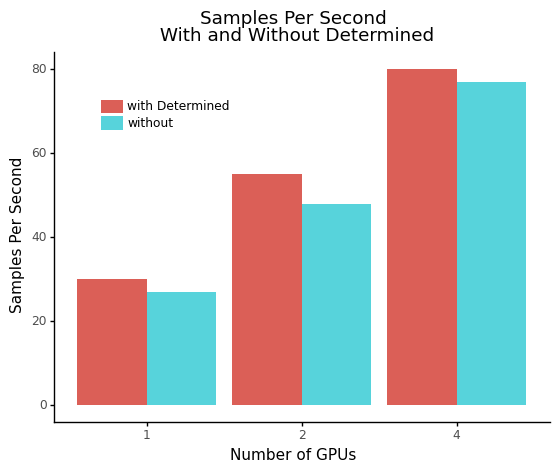 Samples Per Second
With and Without Determined
80
60
40
20
0
Samples Per Second
with Determined
without
1 2 4
Number of GPUs